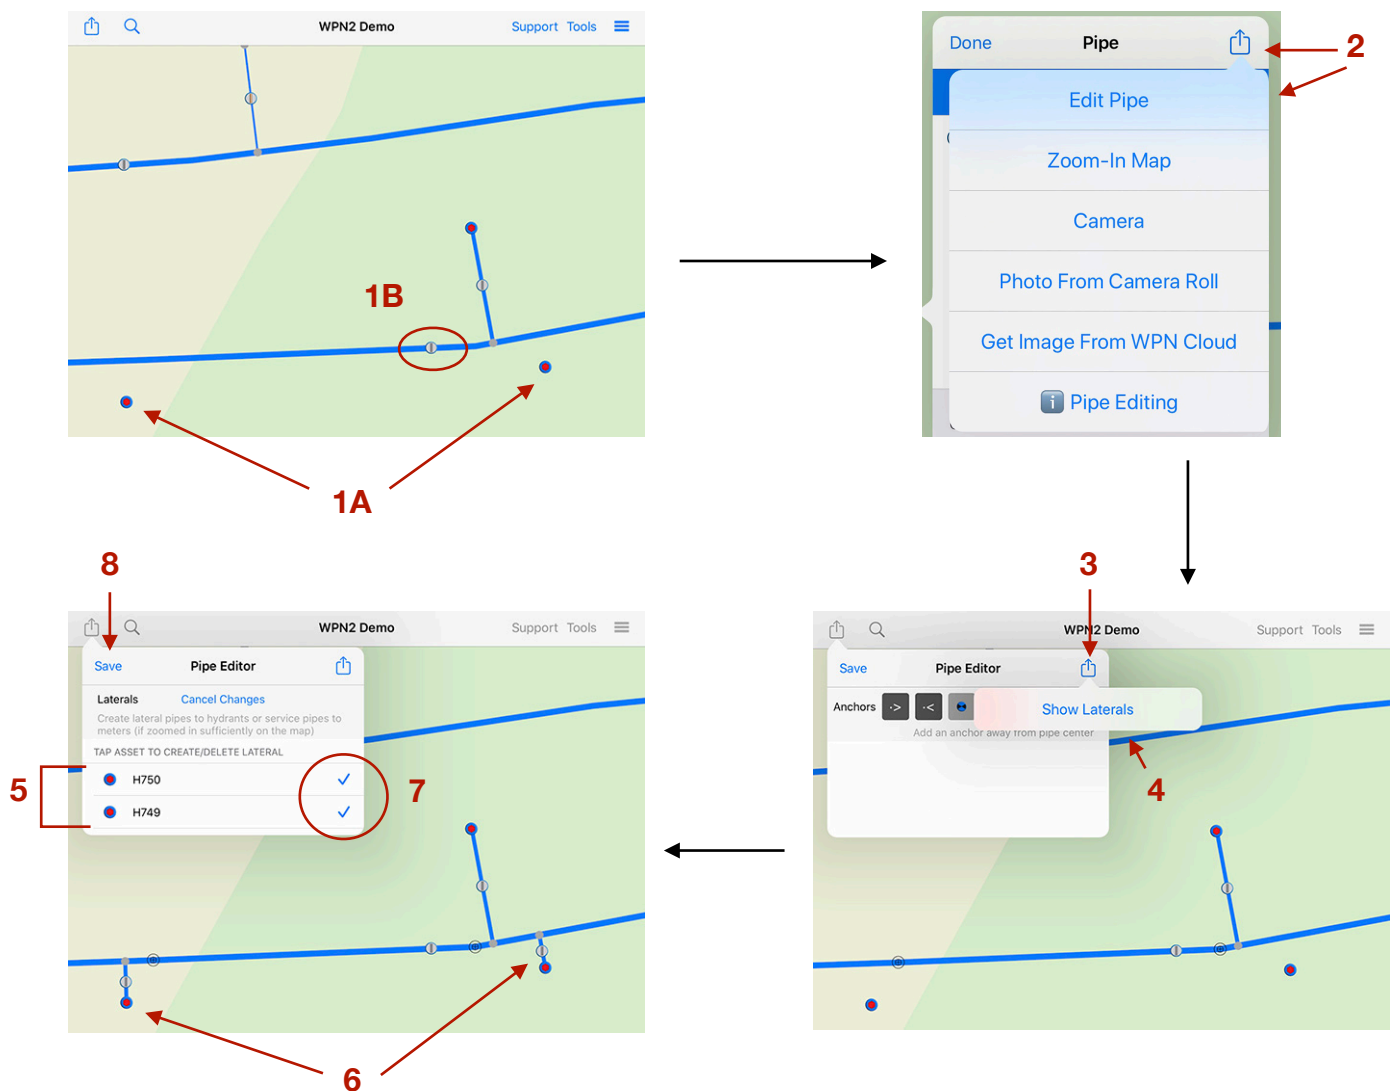 WPN2 Demo
Support Tools
1B
1A
Done
Pipe
2
Edit Pipe
Zoom-In Map
Camera
Photo From Camera Roll
Get Image From WPN Cloud
i Pipe Editing
8
WPN2 Demo
Support Tools
Save
Pipe Editor
Laterals
Cancel Changes
Create lateral pipes to hydrants or service pipes to
meters (if zoomed in sufficiently on the map)
TAP ASSET TO CREATE/DELETE LATERAL
5
H750
H749
7
6
3
WPN2 Demo
Support Tools
Save
Pipe Editor
Anchors
·>
·<
Show Laterals
Add an anchor away from pipe center
4